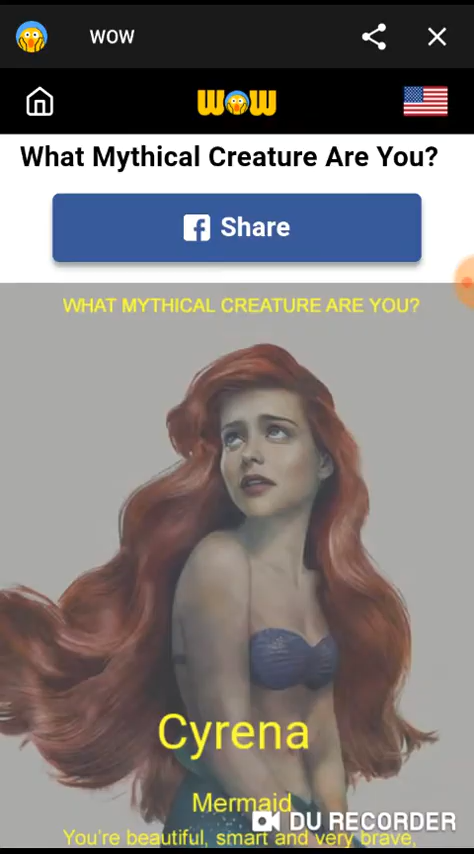 WOW
WOW
What Mythical Creature Are You?
Share
WHAT MYTHICAL CREATURE ARE YOU?
Cyrena
Mermaid
DU RECORDER
You're beautiful, smart and very brave,